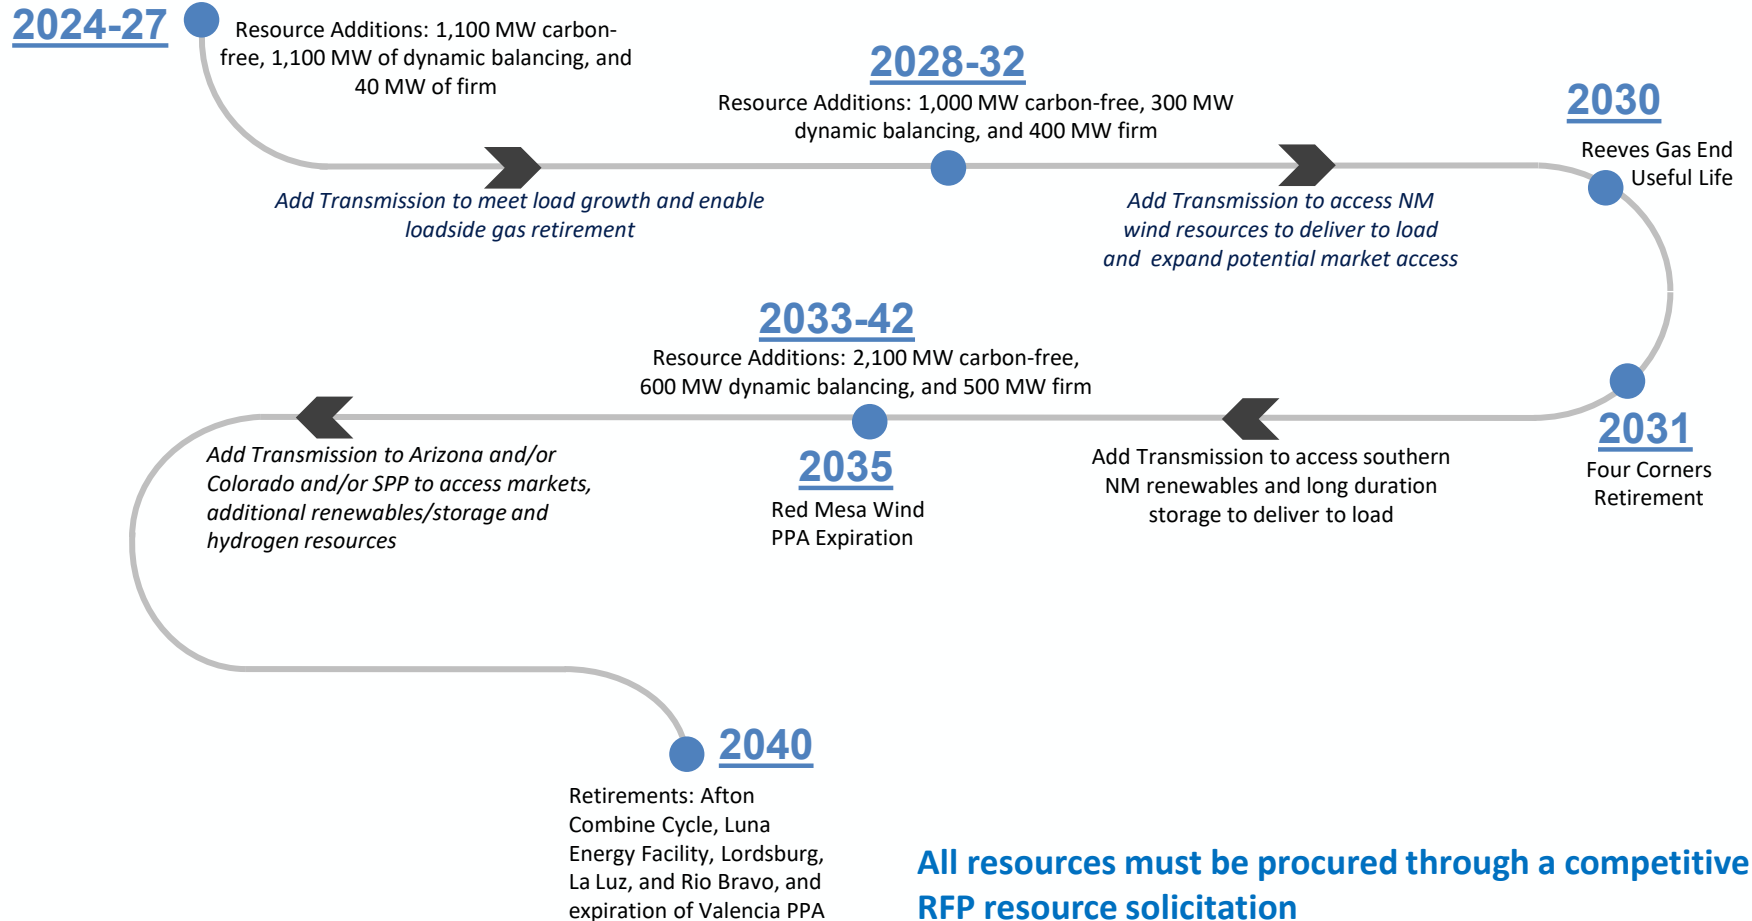 2024-27
Resource Additions: 1,100 MW carbon-
free, 1,100 MW of dynamic balancing, and
40 MW of firm
2028-32
Resource Additions: 1,000 MW carbon-free, 300 MW
dynamic balancing, and 400 MW firm
2030
Reeves Gas End
Useful Life
Add Transmission to meet load growth and enable
loadside gas retirement
Add Transmission to access NM
wind resources to deliver to load
and expand potential market access
2031
Four Corners
Retirement
Add Transmission to access southern
NM renewables and long duration
storage to deliver to load
2033-42
Resource Additions: 2,100 MW carbon-free,
600 MW dynamic balancing, and 500 MW firm
2035
Red Mesa Wind
PPA Expiration
Add Transmission to Arizona and/or
Colorado and/or SPP to access markets,
additional renewables/storage and
hydrogen resources
2040
Retirements: Afton
Combine Cycle, Luna
Energy Facility, Lordsburg,
La Luz, and Rio Bravo, and
expiration of Valencia PPA
All resources must be procured through a competitive
RFP resource solicitation